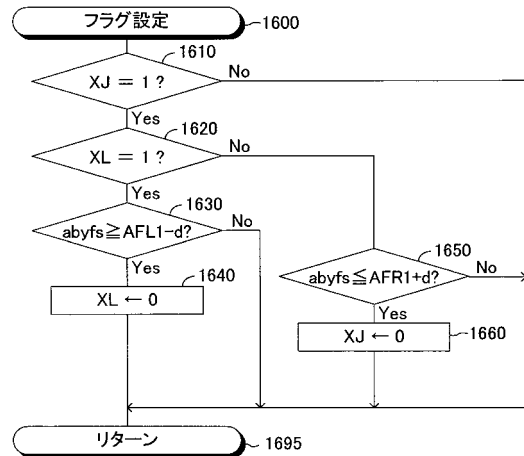 フラグ設定
1600
1610
XJ = 1 ?
No
Yes
1620
XL = 1 ?
No
Yes
1630
abyfs≧AFL1-d?
No
Yes
1640
XL ← 0
1650
abyfs≦AFR1+d?
No
Yes
1660
XJ ← 0
リターン
1695